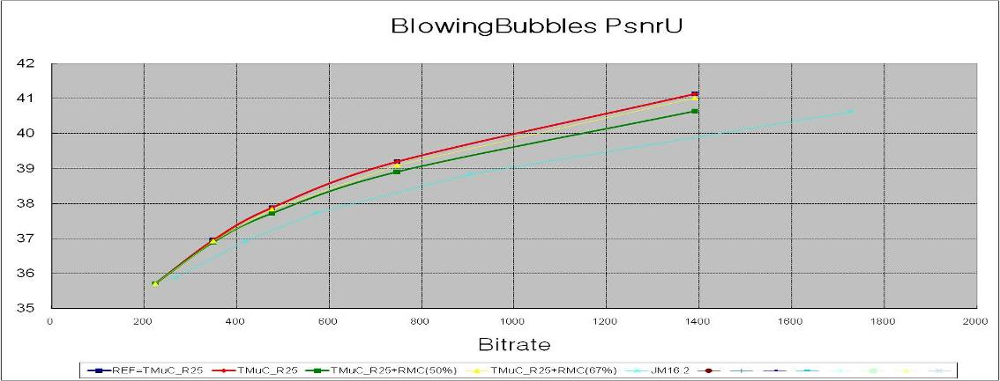 BlowingBubbles PsnrU
42
41
40
39
38
37
36
35
0 200 400 600 800 1000 1200 1400 1600 1800 2000
Bitrate
REF=TMuC_R25 TMuC_R25 TMuC_R25+RMC(50%) TMuC_R25+RMC(67%) JM16.2